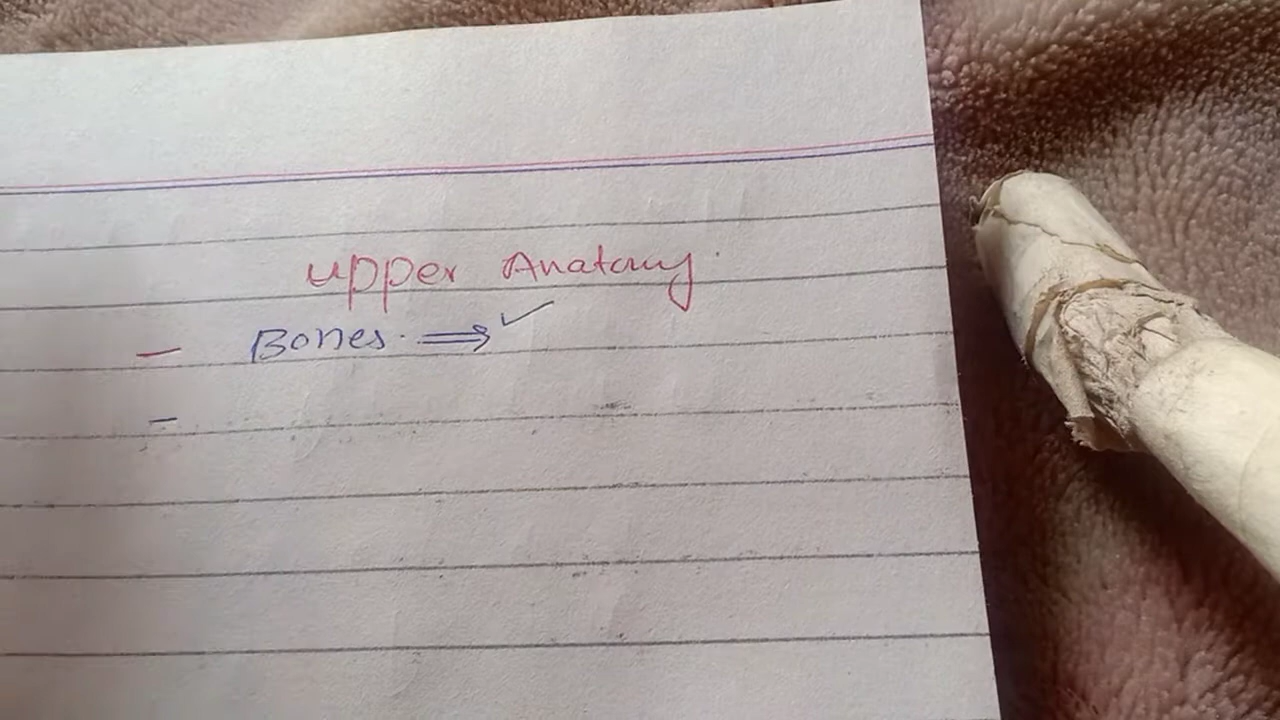 upper Anatomy
- Bones. ⇒ ✓
-